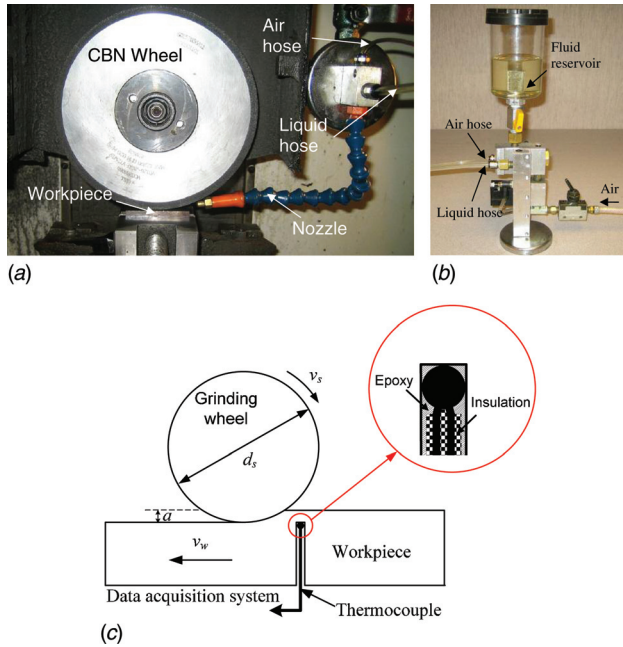 CBN Wheel
Air
hose
Liquid
hose
Workpiece
Nozzle
(a)
Fluid
reservoir
Air hose
Liquid hose
Air
(b)
Grinding
wheel
v_s
d_s
a
v_w
Workpiece
Data acquisition system
Thermocouple
Epoxy
Insulation
(c)